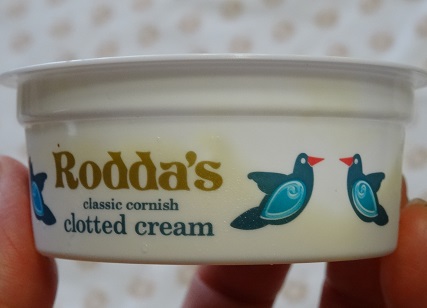 Rodda's
classic cornish
clotted cream